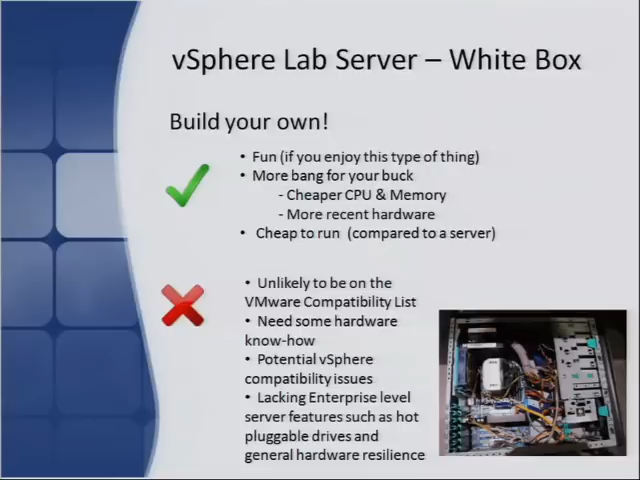 vSphere Lab Server – White Box
Build your own!
• Fun (if you enjoy this type of thing)
• More bang for your buck
- Cheaper CPU & Memory
- More recent hardware
• Cheap to run (compared to a server)
• Unlikely to be on the
VMware Compatibility List
• Need some hardware
know-how
• Potential vSphere
compatibility issues
• Lacking Enterprise level
server features such as hot
pluggable drives and
general hardware resilience